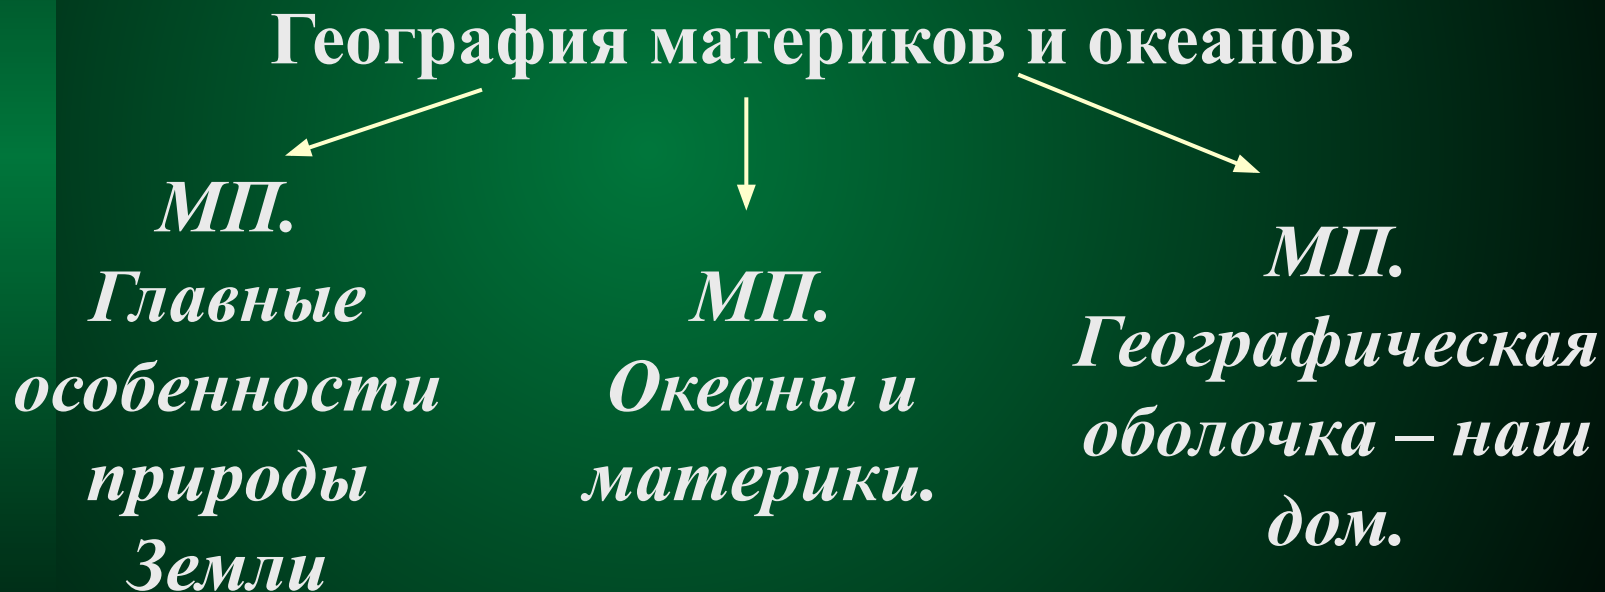 География материков и океанов
МП.
Главные
особенности
природы
Земли
МП.
Океаны и
материки.
МП.
Географическая
оболочка – наш
дом.